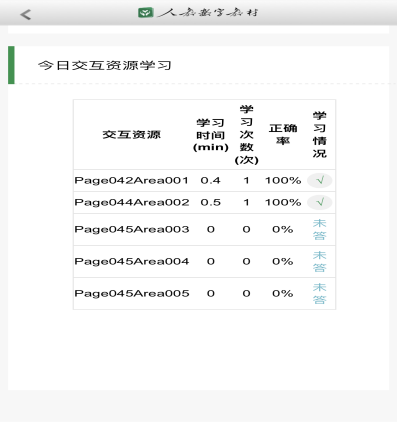 人教数字教材
今日交互资源学习
交互资源 学习时间(min) 学习次数(次) 正确率 学习情况
Page042Area001 0.4 1 100% √
Page044Area002 0.5 1 100% √
Page045Area003 0 0 0% 未答
Page045Area004 0 0 0% 未答
Page045Area005 0 0 0% 未答